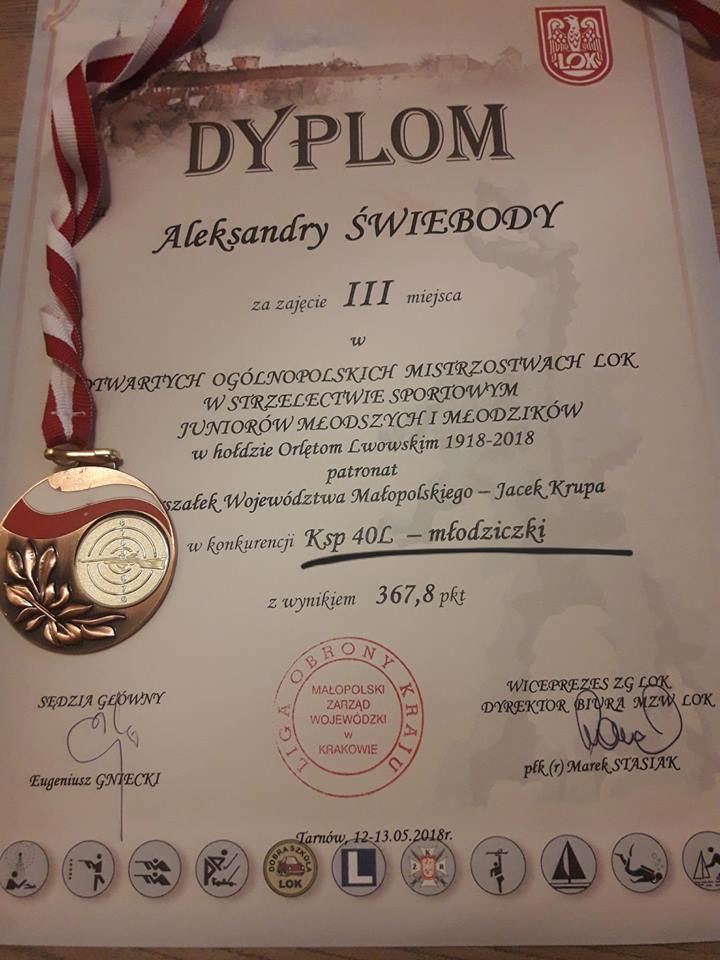 LOK
DYPLOM
Aleksandry ŚWIEBODY
za zajęcie III miejsca
w
OTWARTYCH OGÓLNOPOLSKICH MISTRZOSTWACH LOK
W STRZELECTWIE SPORTOWYM
JUNIORÓW MŁODSZYCH I MŁODZIKÓW
w hołdzie Orlętom Lwowskim 1918-2018
patronat
szałek Województwa Małopolskiego – Jacek Krupa
w konkurencji Ksp 40L – młodziczki
z wynikiem 367,8 pkt
LIGA OBRONY KRAJU
MAŁOPOLSKI
ZARZĄD
WOJEWÓDZKI
w
KRAKOWIE
SĘDZIA GŁÓWNY
Eugeniusz GNIECKI
WICEPREZES ZG LOK
DYREKTOR BIURA MZW LOK
płk (r) Marek STASIAK
Tarnów, 12-13.05.2018r.
DOBRA SZKOŁA
LOK
L